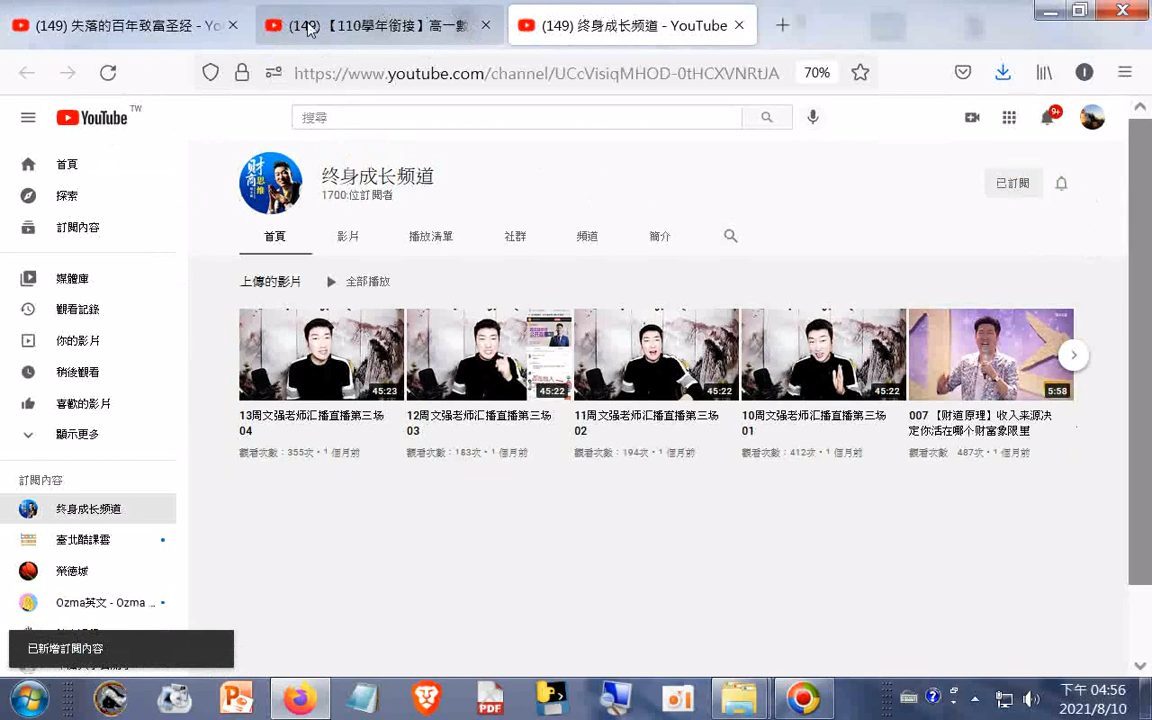 (149) 失落的百年致富圣经 - Yo
(149) 【110學年銜接】高一數
(149) 终身成长频道 - YouTube
https://www.youtube.com/channel/UCcVisiqMHOD-0tHCXVNRtJA
70%
YouTube TW
搜尋
9+
首頁
探索
訂閱內容
媒體庫
觀看記錄
你的影片
稍後觀看
喜歡的影片
顯示更多
訂閱內容
终身成长频道
臺北酷課雲
榮德城
Ozma英文 - Ozma ...
已新增訂閱內容
财商思维
终身成长频道
1700 位訂閱者
已訂閱
首頁
影片
播放清單
社群
頻道
簡介
上傳的影片
全部播放
45:23
13周文强老师汇播直播第三场
04
觀看次數：355次 • 1 個月前
45:22
12周文强老师汇播直播第三场
03
觀看次數：183次 • 1 個月前
45:22
11周文强老师汇播直播第三场
02
觀看次數：194次 • 1 個月前
45:22
10周文强老师汇播直播第三场
01
觀看次數：412次 • 1 個月前
5:58
007 【财道原理】收入来源决
定你活在哪个财富象限里
觀看次數：487次 • 1 個月前
PDF
下午 04:56
2021/8/10